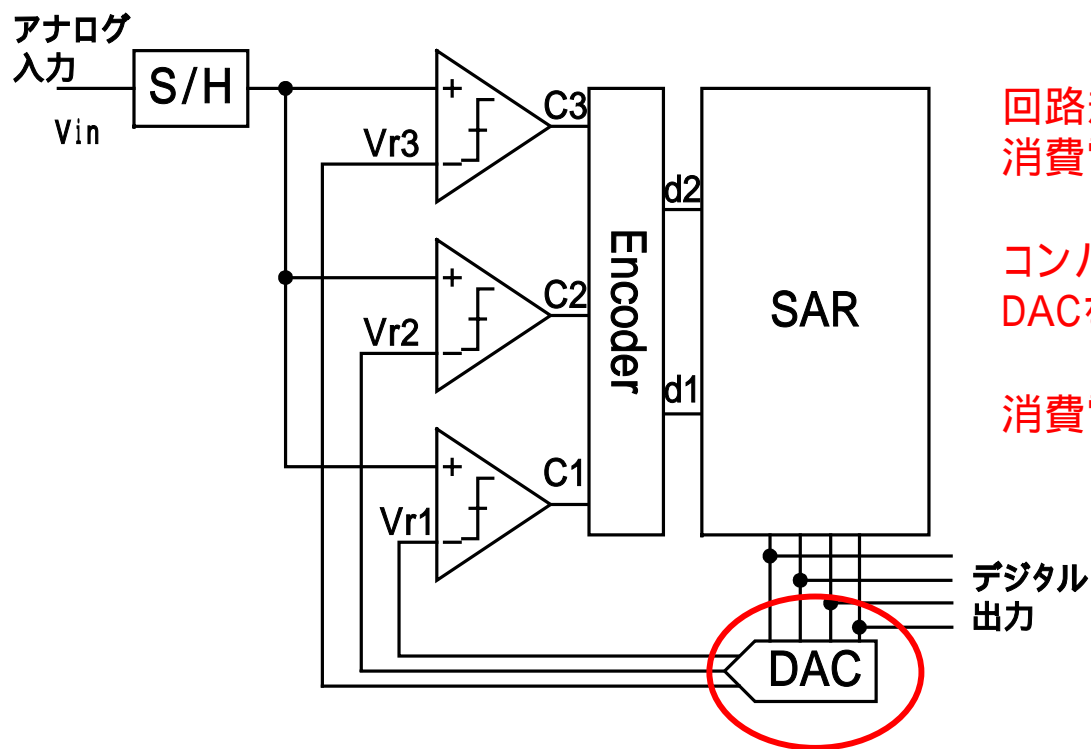 アナログ
入力
S/H
Vin
Vr3
C3
Vr2
C2
Vr1
C1
Encoder
d2
d1
SAR
DAC
デジタル
出力
回路
消費
コンパ
DAC
消費